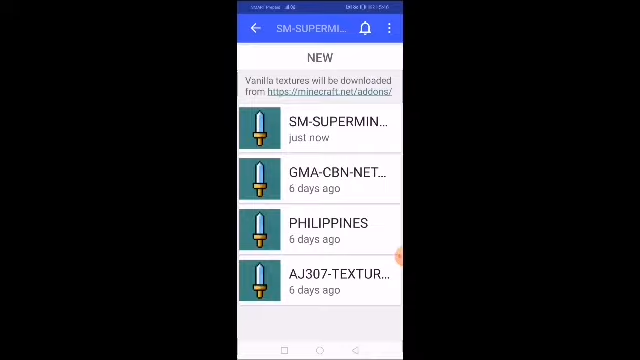 SM-SUPERMI...
NEW
Vanilla textures will be downloaded
from https://minecraft.net/addons/
SM-SUPERMIN...
just now
GMA-CBN-NET...
6 days ago
PHILIPPINES
6 days ago
AJ307-TEXTUR...
6 days ago